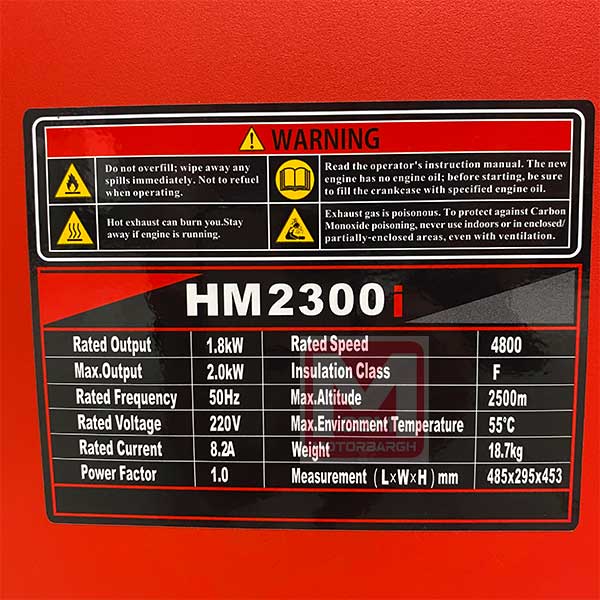 WARNING
Do not overfill; wipe away any
spills immediately. Not to refuel
when operating.
Read the operator's instruction manual. The new
engine has no engine oil; before starting, be sure
to fill the crankcase with specified engine oil.
Hot exhaust can burn you.Stay
away if engine is running.
Exhaust gas is poisonous. To protect against Carbon
Monoxide poisoning, never use indoors or in enclosed/
partially-enclosed areas, even with ventilation.
HM2300i
Rated Output 1.8kW Rated Speed 4800
Max.Output 2.0kW Insulation Class F
Rated Frequency 50Hz Max.Altitude 2500m
Rated Voltage 220V Max.Environment Temperature 55°C
Rated Current 8.2A Weight 18.7kg
Power Factor 1.0 Measurement (L×W×H) mm 485x295x453
MOTORBARGH